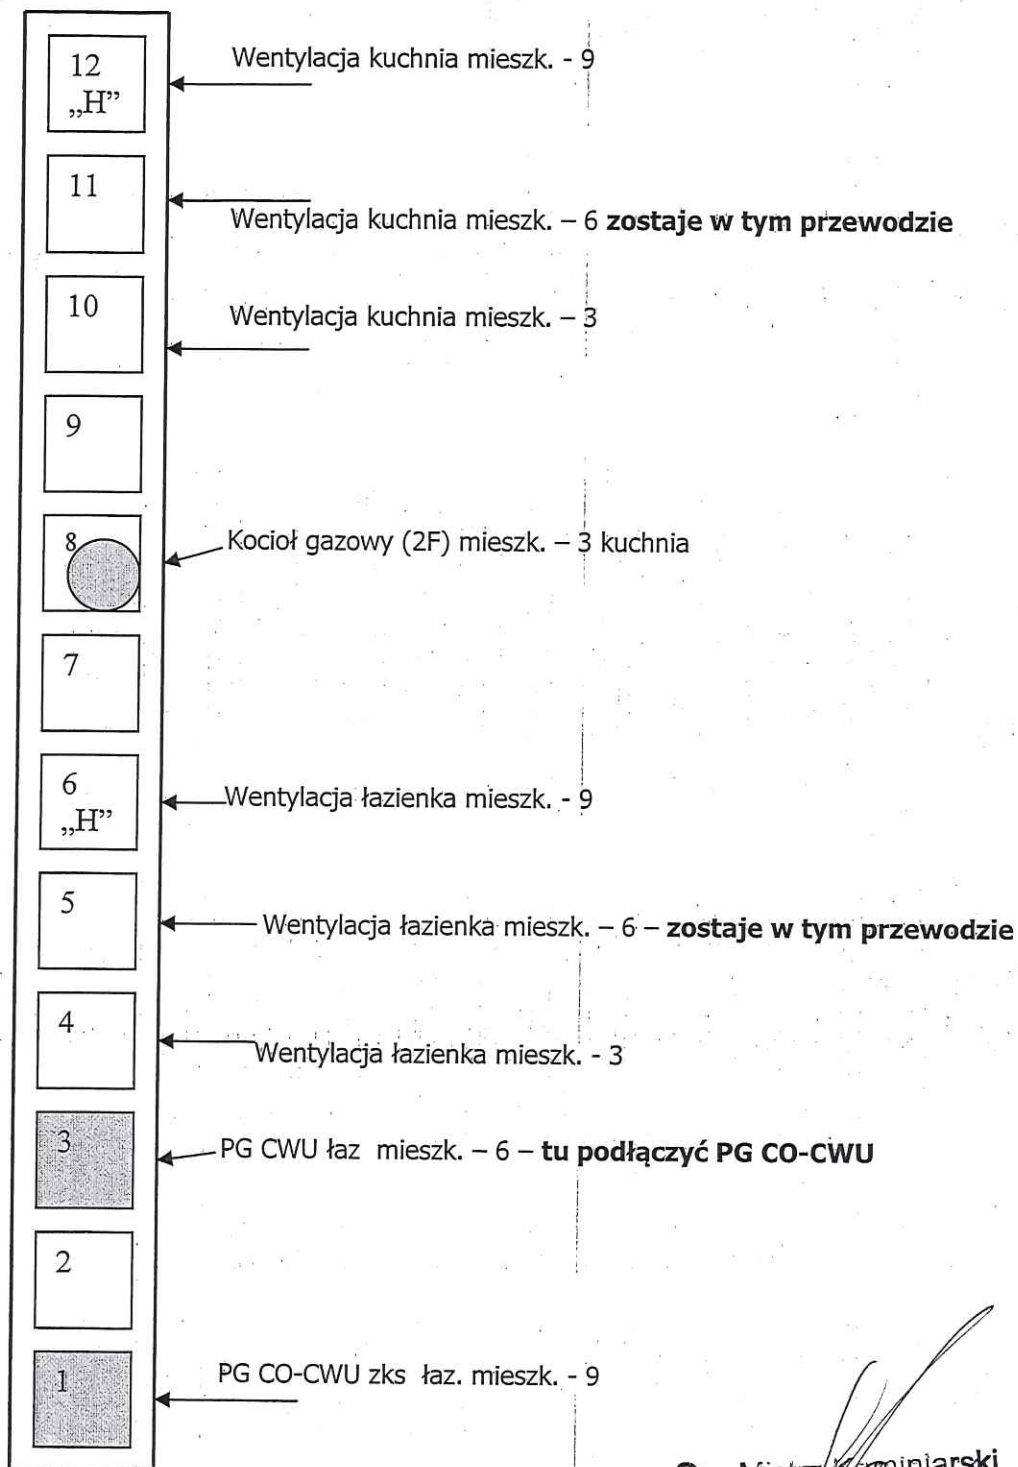 12 Wentylacja kuchnia mieszk. - 9
„H”
11
Wentylacja kuchnia mieszk. – 6 zostaje w tym przewodzie
10 Wentylacja kuchnia mieszk. – 3
9
8 Kocioł gazowy (2F) mieszk. – 3 kuchnia
7
6 Wentylacja łazienka mieszk. - 9
„H”
5 Wentylacja łazienka mieszk. – 6 – zostaje w tym przewodzie
4 Wentylacja łazienka mieszk. - 3
3 PG CWU łaz mieszk. – 6 – tu podłączyć PG CO-CWU
2
1 PG CO-CWU zks łaz. mieszk. - 9